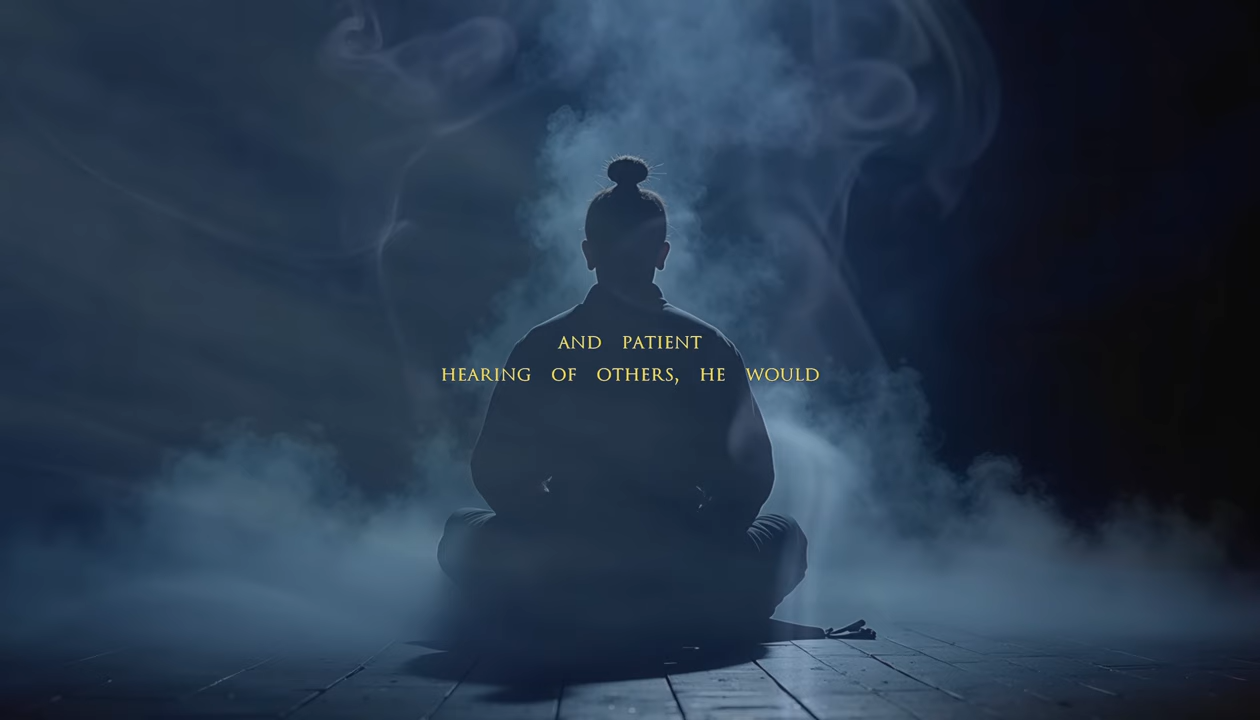 AND PATIENT
HEARING OF OTHERS, HE WOULD